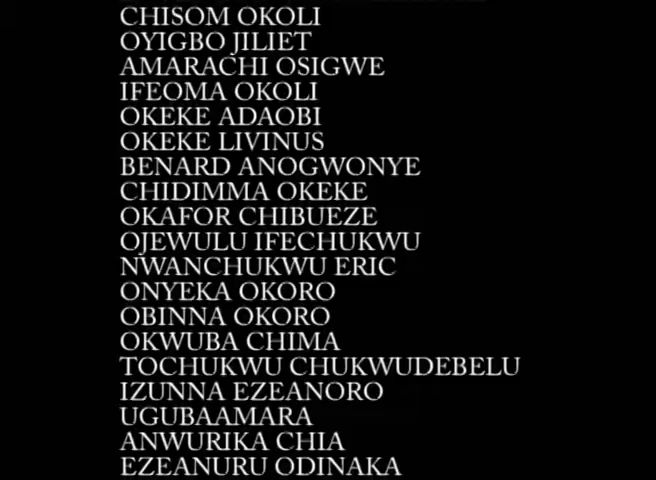 CHISOM OKOLI
OYIGBO JILIET
AMARACHI OSIGWE
IFEOMA OKOLI
OKEKE ADAOBI
OKEKE LIVINUS
BENARD ANOGWONYE
CHIDIMMA OKEKE
OKAFOR CHIBUEZE
OJEWULU IFECHUKWU
NWANCHUKWU ERIC
ONYEKA OKORO
OBINNA OKORO
OKWUBA CHIMA
TOCHUKWU CHUKWUDEBELU
IZUNNA EZEANORO
UGUBAAMARA
ANWURIKA CHIA
EZEANURU ODINAKA